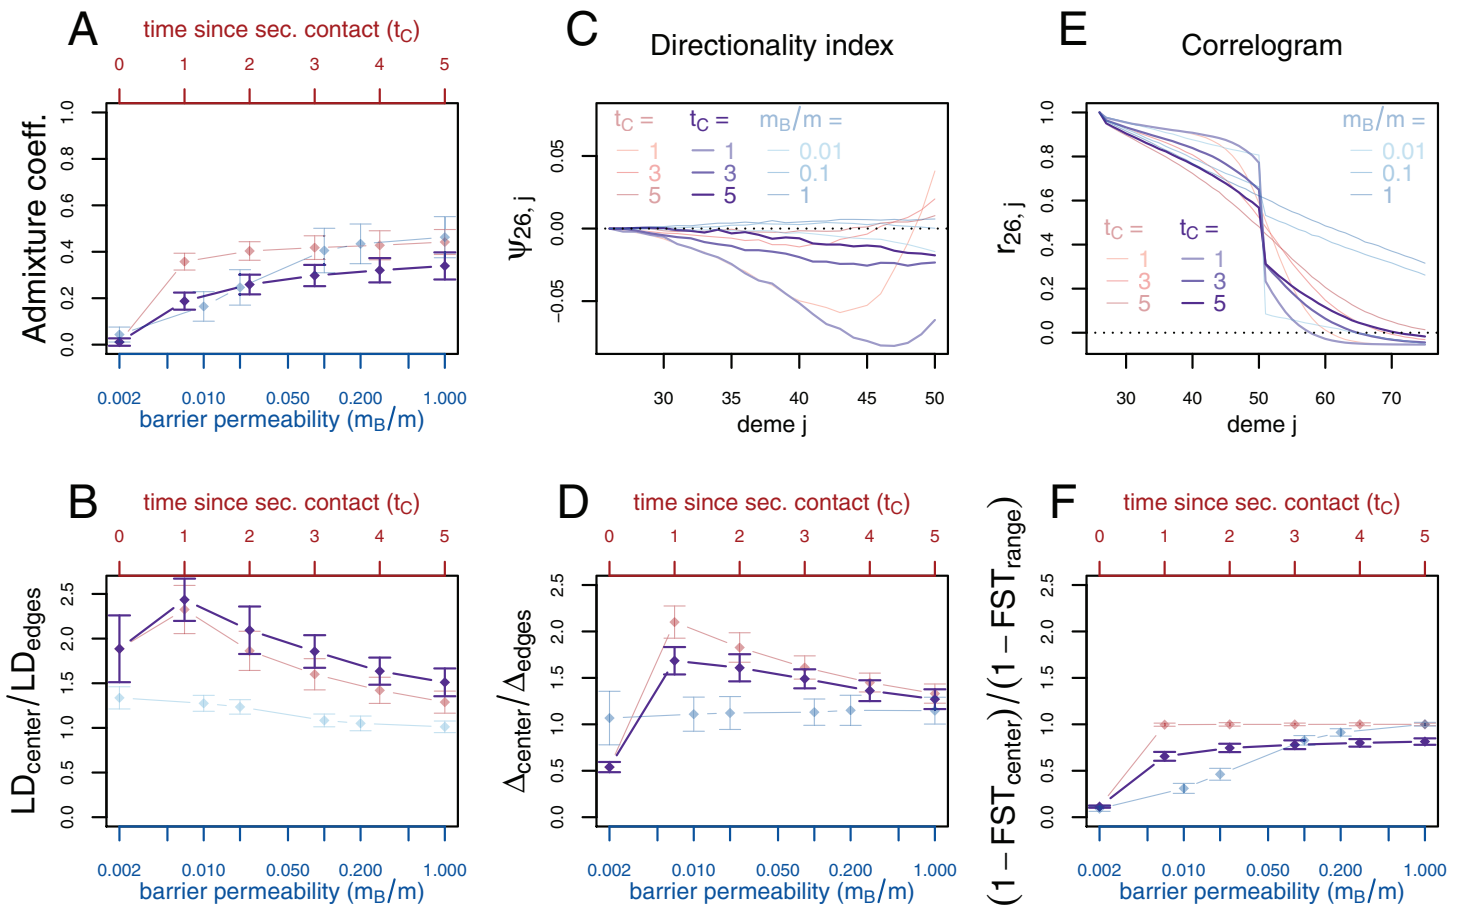 A
time since sec. contact (tC)
0 1 2 3 4 5
Admixture coeff.
0.0 0.2 0.4 0.6 0.8 1.0
0.002 0.010 0.050 0.200 1.000
barrier permeability (mB/m)
C
Directionality index
tC = tC = mB/m =
1 1 0.01
3 3 0.1
5 5 1
Ψ26, j
−0.05 0.00 0.05
30 35 40 45 50
deme j
E
Correlogram
mB/m =
0.01
0.1
1
tC = tC =
1 1
3 3
5 5
r26, j
0.0 0.2 0.4 0.6 0.8 1.0
30 40 50 60 70
deme j
B
time since sec. contact (tC)
0 1 2 3 4 5
LDcenter/LDedges
0.0 0.5 1.0 1.5 2.0 2.5
0.002 0.010 0.050 0.200 1.000
barrier permeability (mB/m)
D
time since sec. contact (tC)
0 1 2 3 4 5
Δcenter/Δedges
0.0 0.5 1.0 1.5 2.0 2.5
0.002 0.010 0.050 0.200 1.000
barrier permeability (mB/m)
F
time since sec. contact (tC)
0 1 2 3 4 5
(1−FSTcenter)/(1−FSTrange)
0.0 0.5 1.0 1.5 2.0 2.5
0.002 0.010 0.050 0.200 1.000
barrier permeability (mB/m)